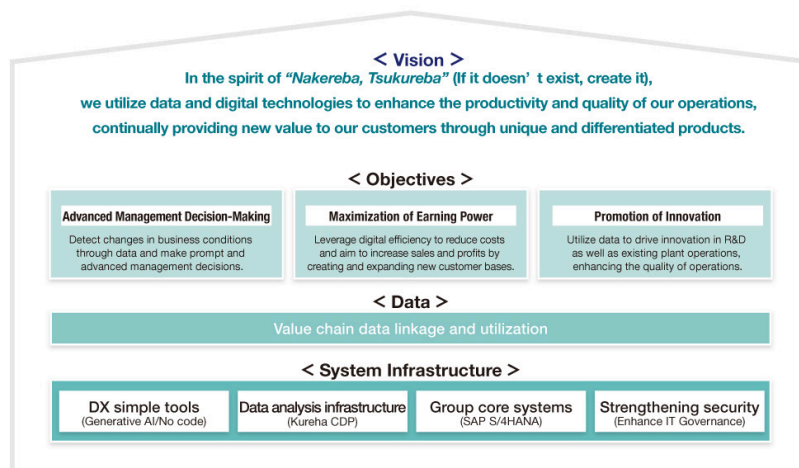 < Vision >
In the spirit of “Nakereba, Tsukureba” (If it doesn’ t exist, create it),
we utilize data and digital technologies to enhance the productivity and quality of our operations,
continually providing new value to our customers through unique and differentiated products.
< Objectives >
Advanced Management Decision-Making
Detect changes in business conditions
through data and make prompt and
advanced management decisions.
Maximization of Earning Power
Leverage digital efficiency to reduce costs
and aim to increase sales and profits by
creating and expanding new customer bases.
Promotion of Innovation
Utilize data to drive innovation in R&D
as well as existing plant operations,
enhancing the quality of operations.
< Data >
Value chain data linkage and utilization
< System Infrastructure >
DX simple tools
(Generative AI/No code)
Data analysis infrastructure
(Kureha CDP)
Group core systems
(SAP S/4HANA)
Strengthening security
(Enhance IT Governance)